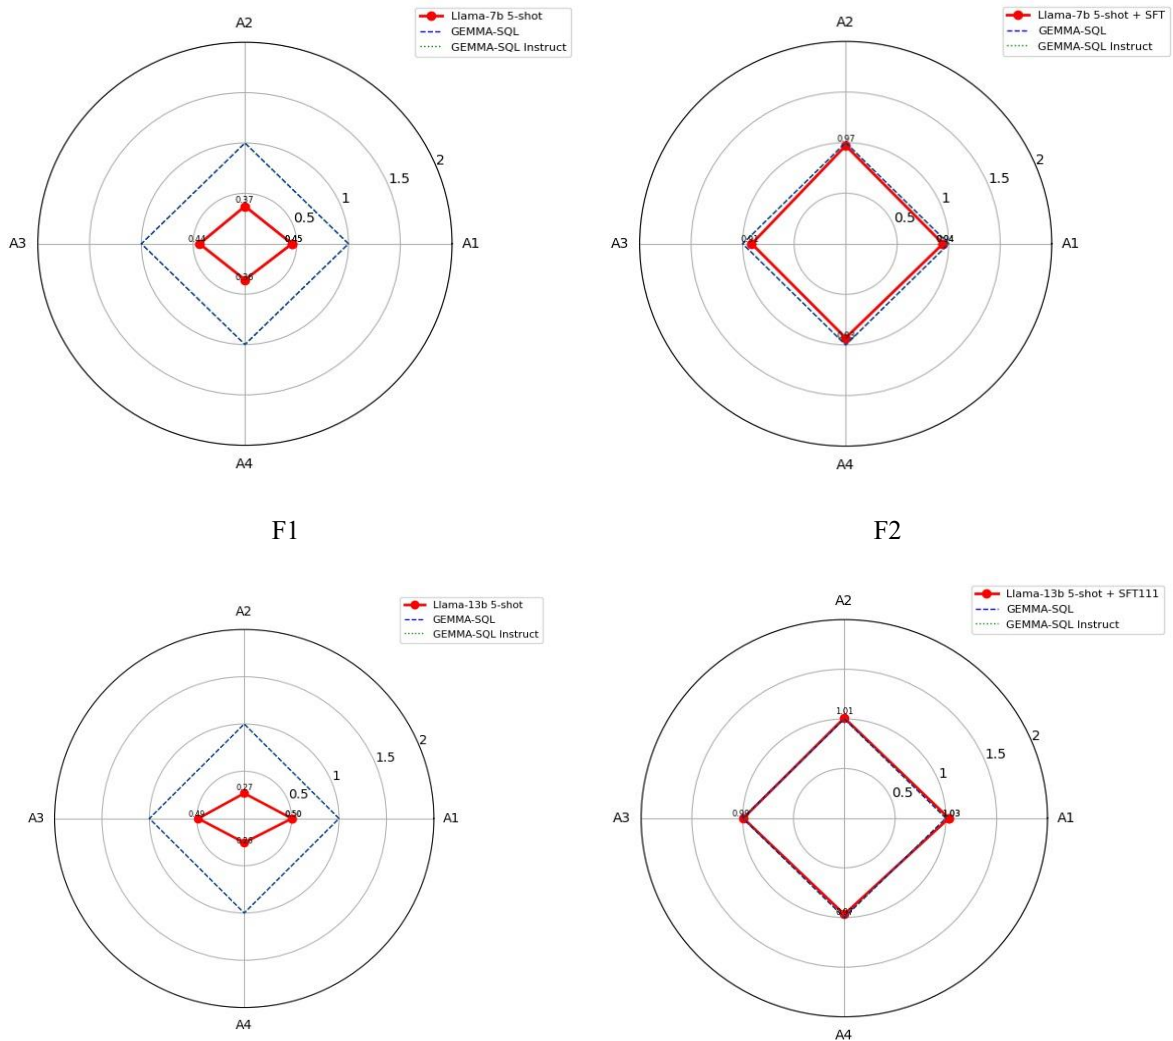 A2
Llama-7b 5-shot
GEMMA-SQL
GEMMA-SQL Instruct
2
1.5
1
0.5
0.37
A3
0.44
0.45
A1
0.36
A4
F1
A2
Llama-7b 5-shot + SFT
GEMMA-SQL
GEMMA-SQL Instruct
0.97
2
1.5
1
0.5
A3
0.94
A1
A4
F2
A2
Llama-13b 5-shot
GEMMA-SQL
GEMMA-SQL Instruct
2
1.5
1
0.5
0.27
A3
0.49
0.50
A1
A4
A2
Llama-13b 5-shot + SFT111
GEMMA-SQL
GEMMA-SQL Instruct
1.01
2
1.5
1
0.5
A3
1.03
A1
A4